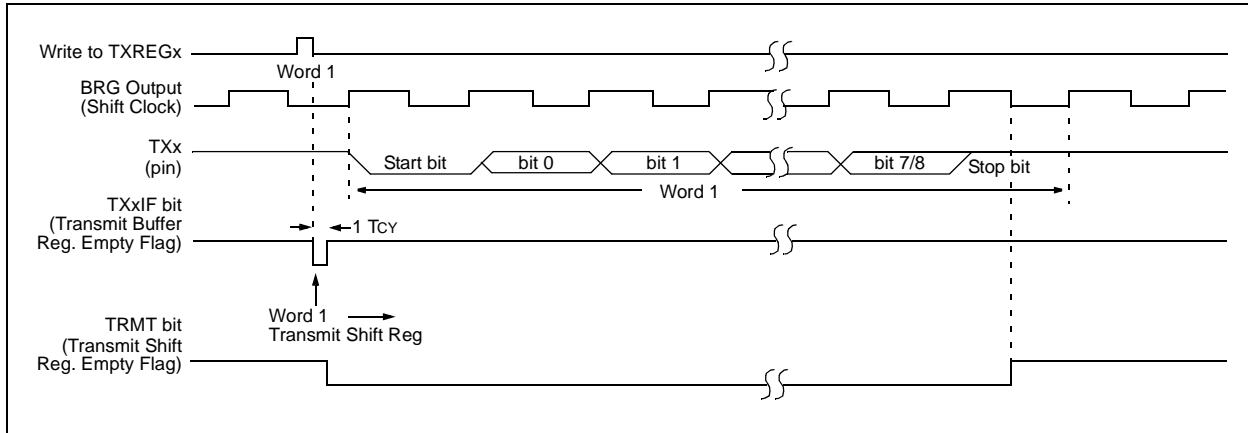 Write to TXREGx
Word 1
BRG Output
(Shift Clock)
TXx
(pin)
Start bit
bit 0
bit 1
bit 7/8
Stop bit
Word 1
TXxIF bit
(Transmit Buffer
Reg. Empty Flag)
1 TCY
Word 1
Transmit Shift Reg
TRMT bit
(Transmit Shift
Reg. Empty Flag)